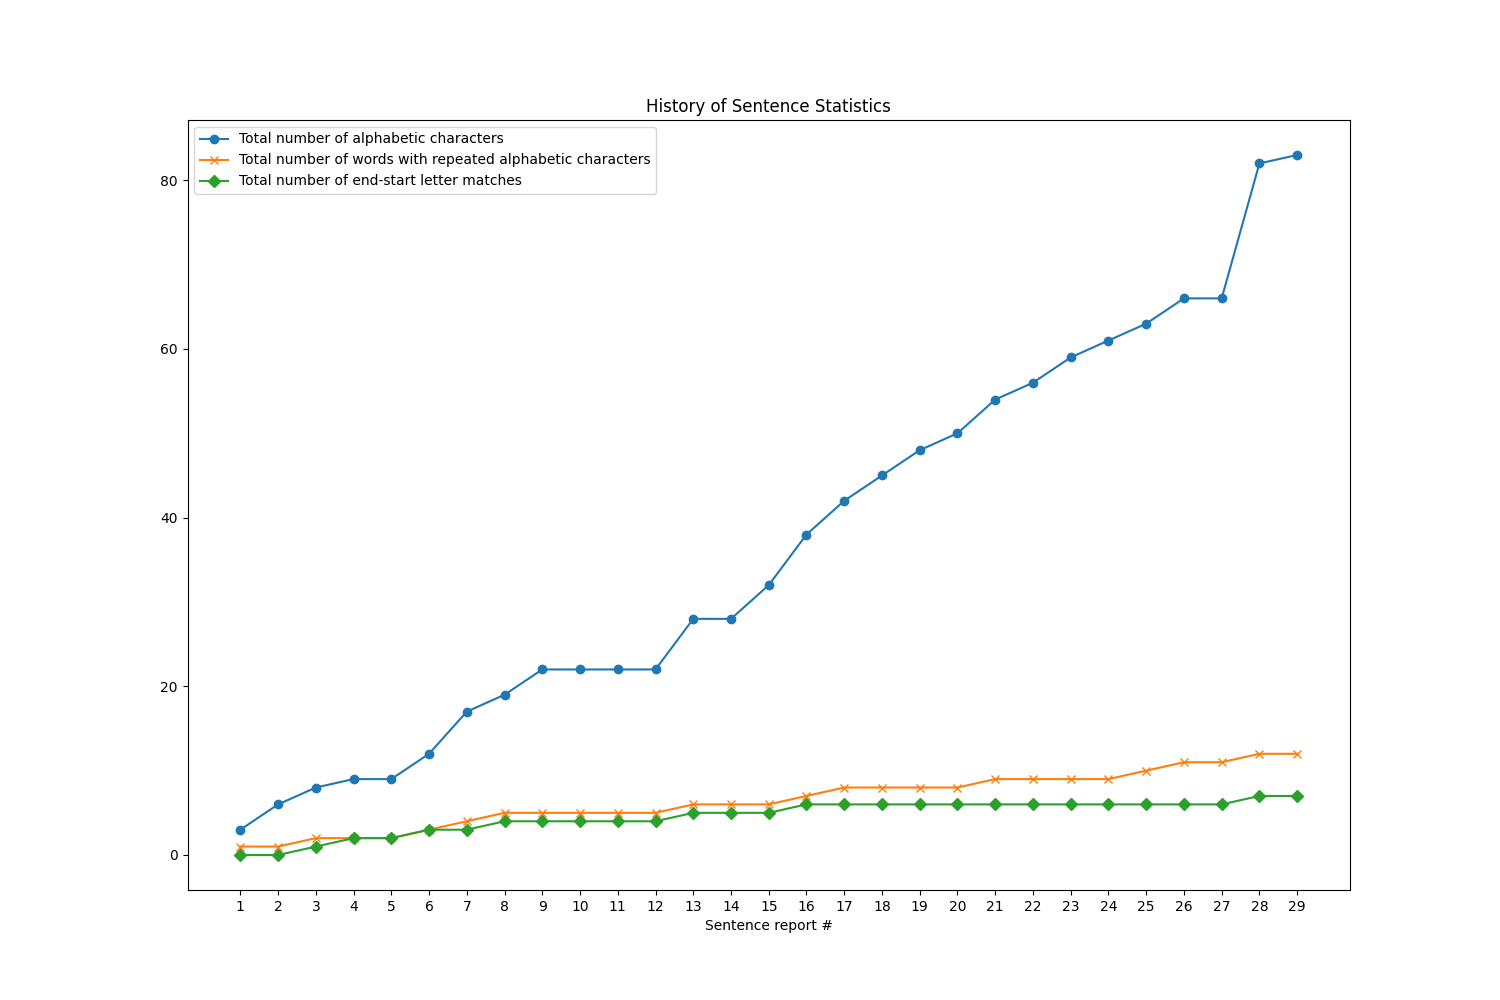 History of Sentence Statistics
Total number of alphabetic characters
Total number of words with repeated alphabetic characters
Total number of end-start letter matches
80
60
40
20
0
1 2 3 4 5 6 7 8 9 10 11 12 13 14 15 16 17 18 19 20 21 22 23 24 25 26 27 28 29
Sentence report #